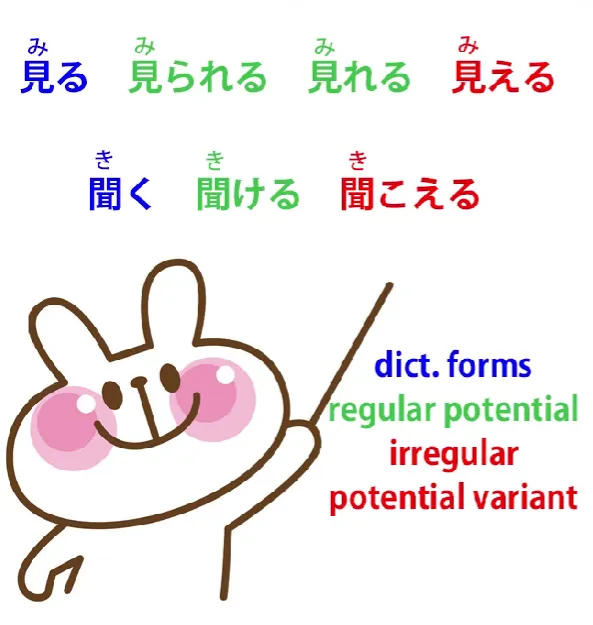 み み み み
見る 見られる 見れる 見える
き き き
聞く 聞ける 聞こえる
dict. forms
regular potential
irregular
potential variant